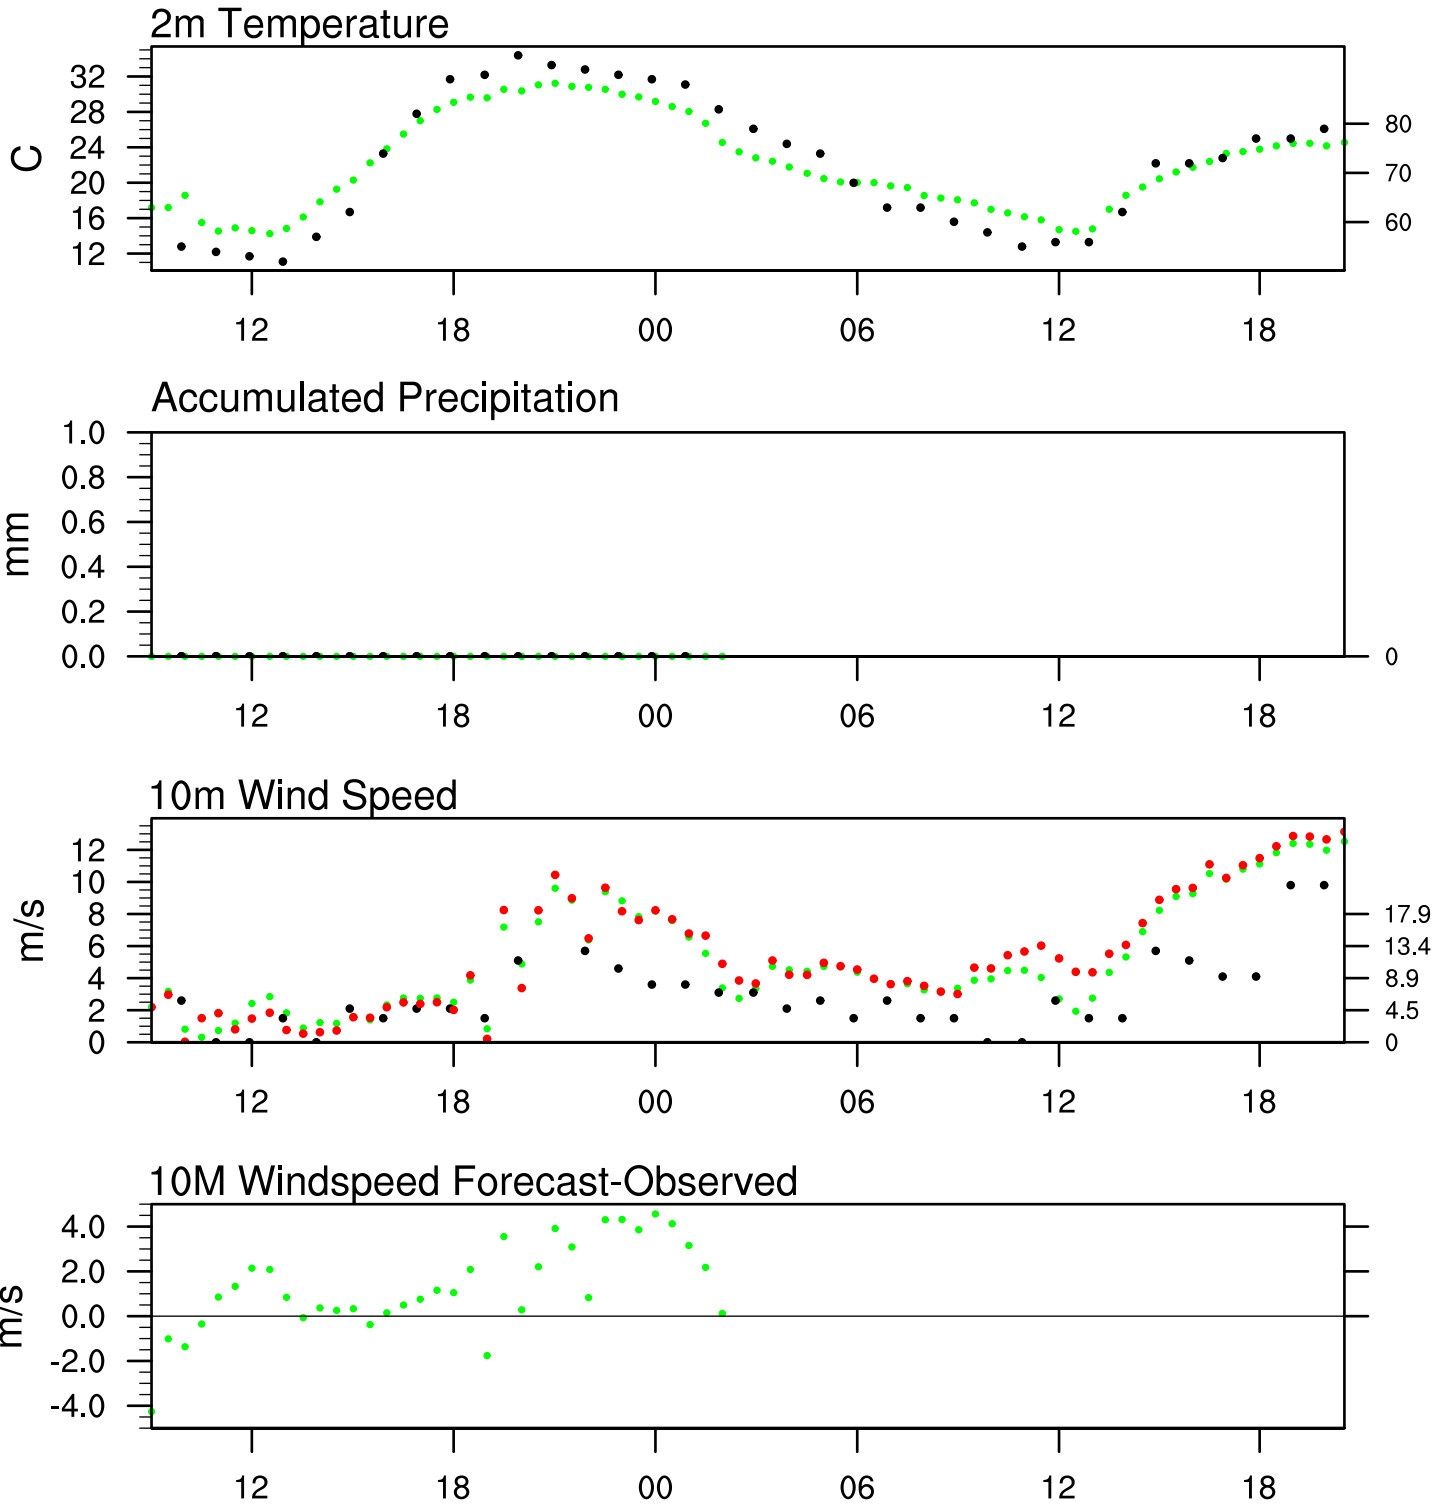 2m Temperature
32
28
24
20
16
12
C
80
70
60
12 18 00 06 12 18
Accumulated Precipitation
1.0
0.8
0.6
0.4
0.2
0.0
mm
0
12 18 00 06 12 18
10m Wind Speed
12
10
8
6
4
2
0
m/s
17.9
13.4
8.9
4.5
0
12 18 00 06 12 18
10M Windspeed Forecast-Observed
4.0
2.0
0.0
-2.0
-4.0
m/s
12 18 00 06 12 18